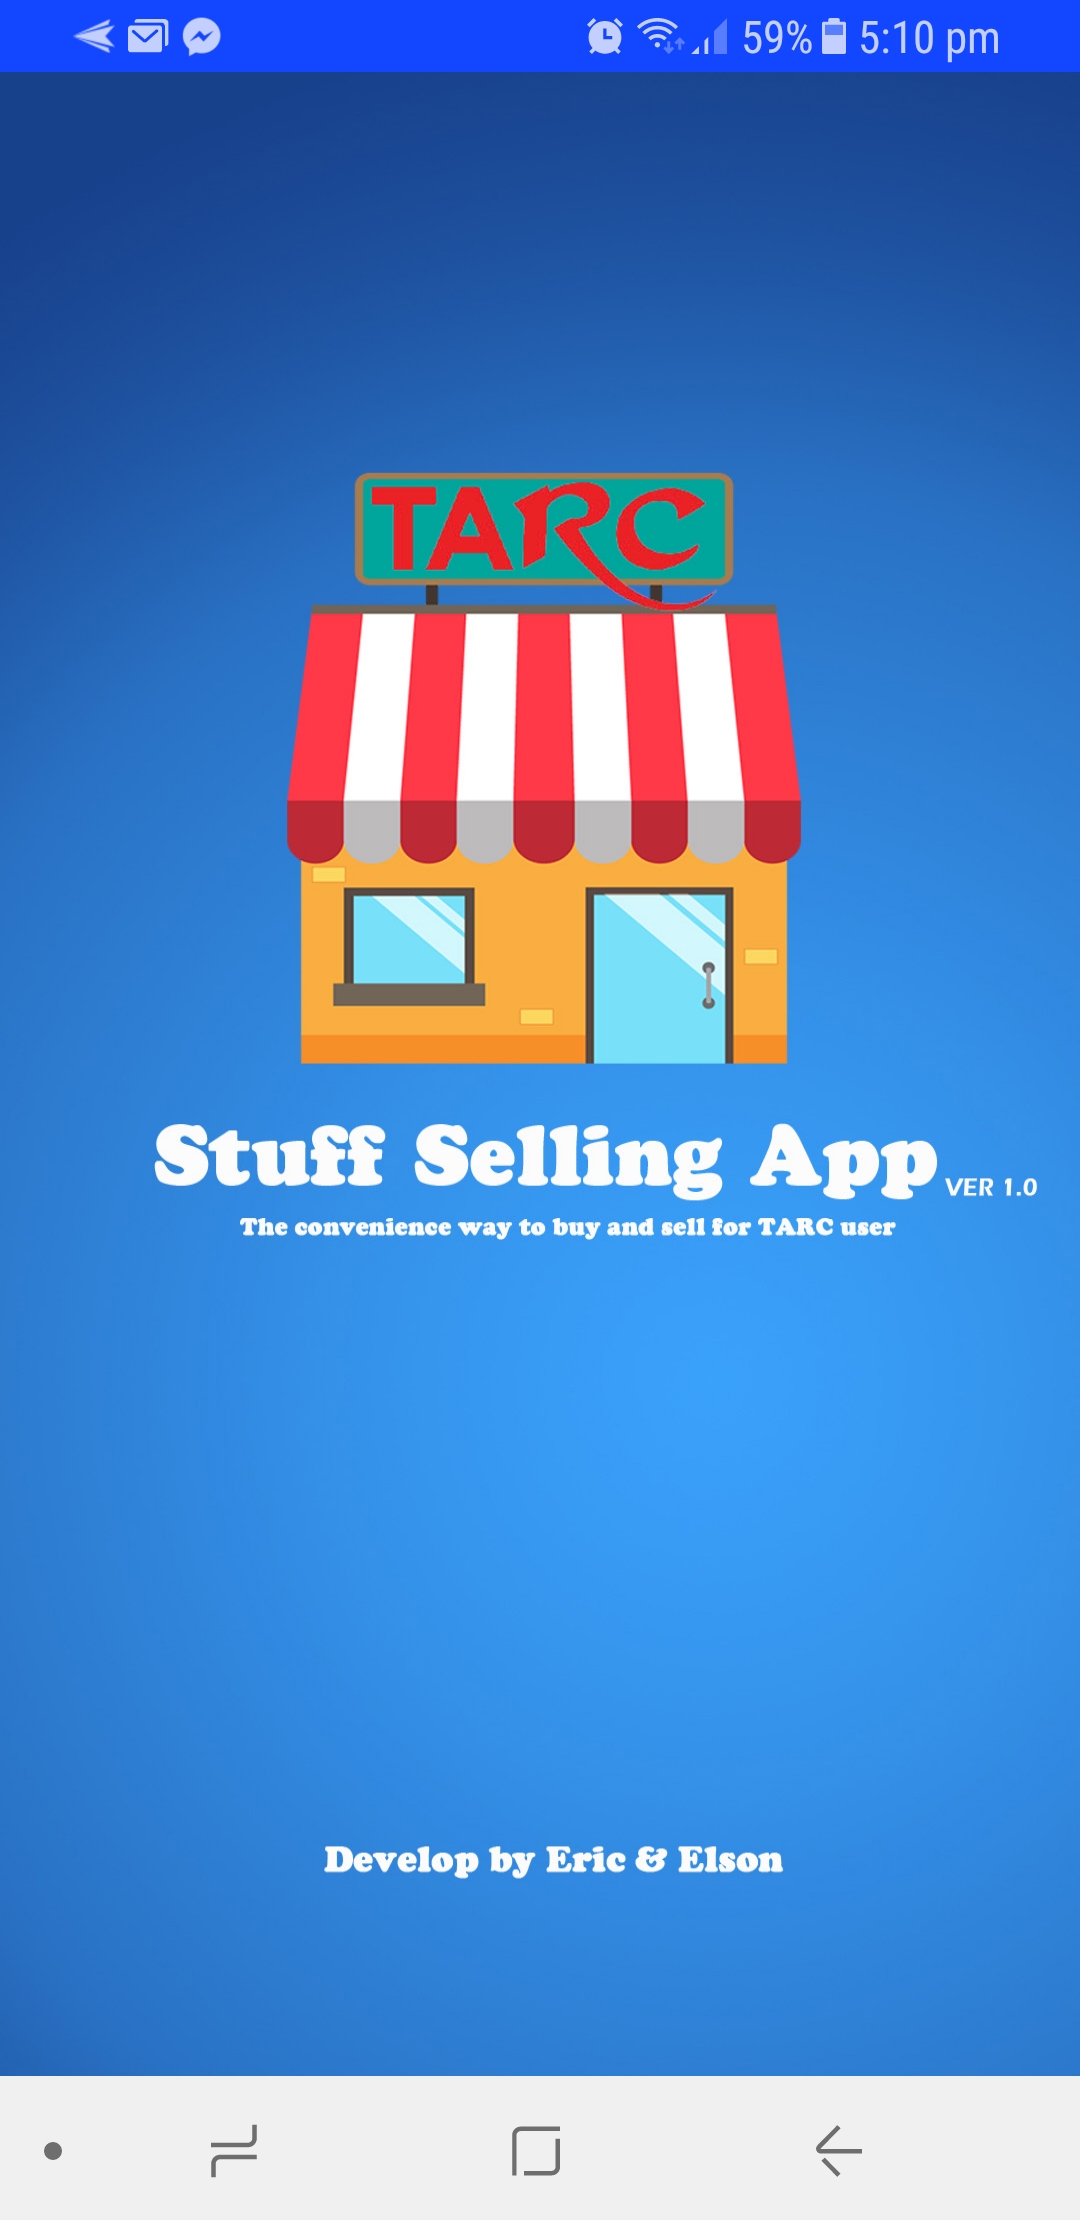 59% 5:10 pm
TARC
Stuff Selling App VER 1.0
The convenience way to buy and sell for TARC user
Develop by Eric & Elson